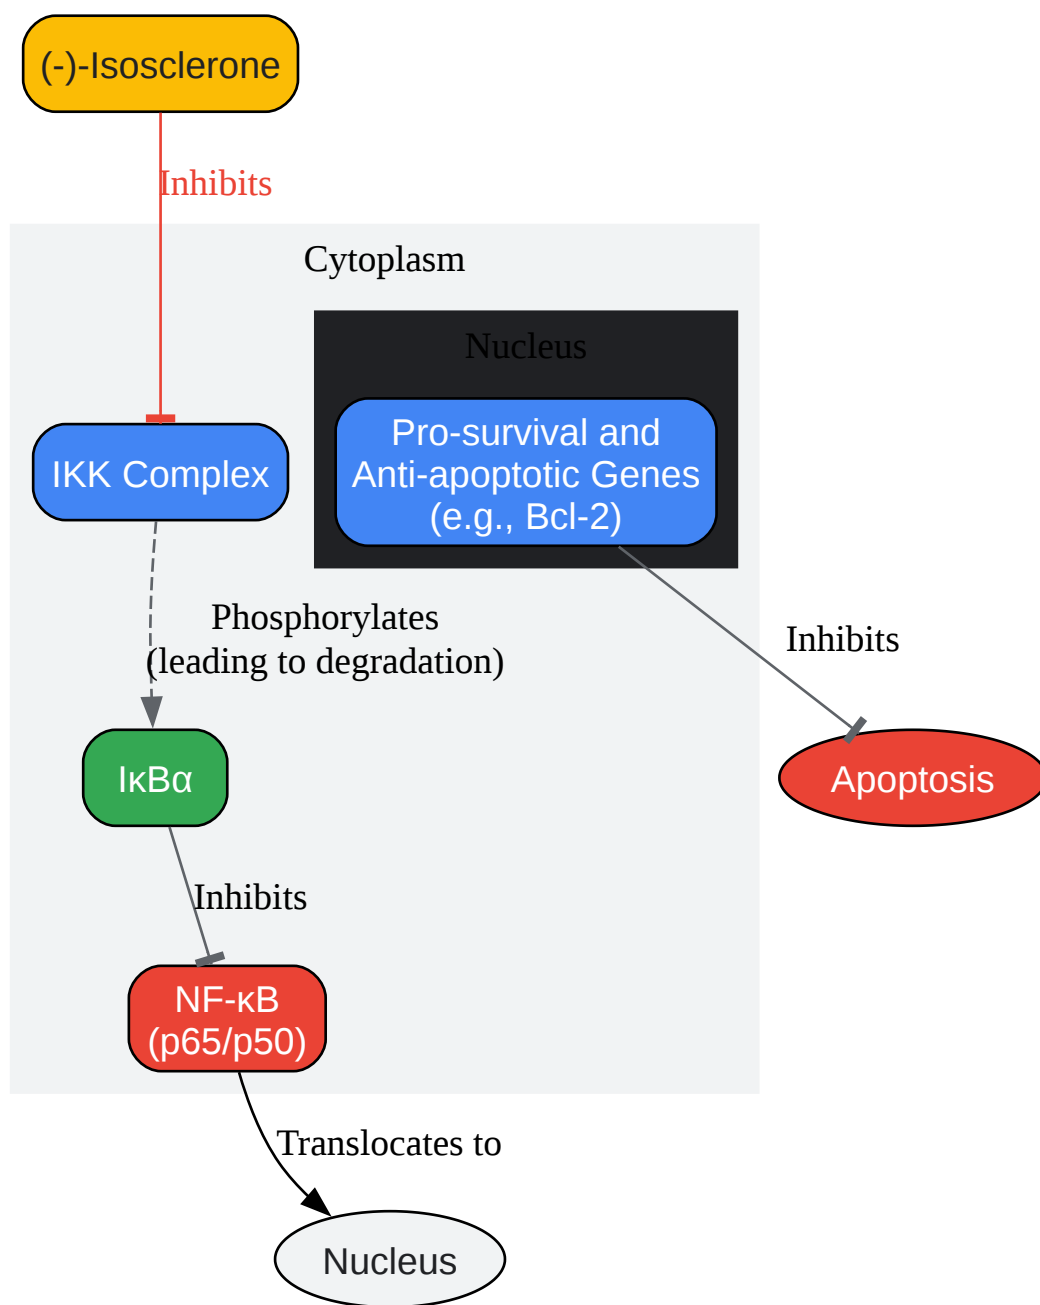 (-)-Isosclerone
Inhibits
Cytoplasm
Nucleus
Pro-survival and
Anti-apoptotic Genes
(e.g., Bcl-2)
IKK Complex
Phosphorylates
(leading to degradation)
Inhibits
IκBα
Apoptosis
Inhibits
NF-κB
(p65/p50)
Translocates to
Nucleus